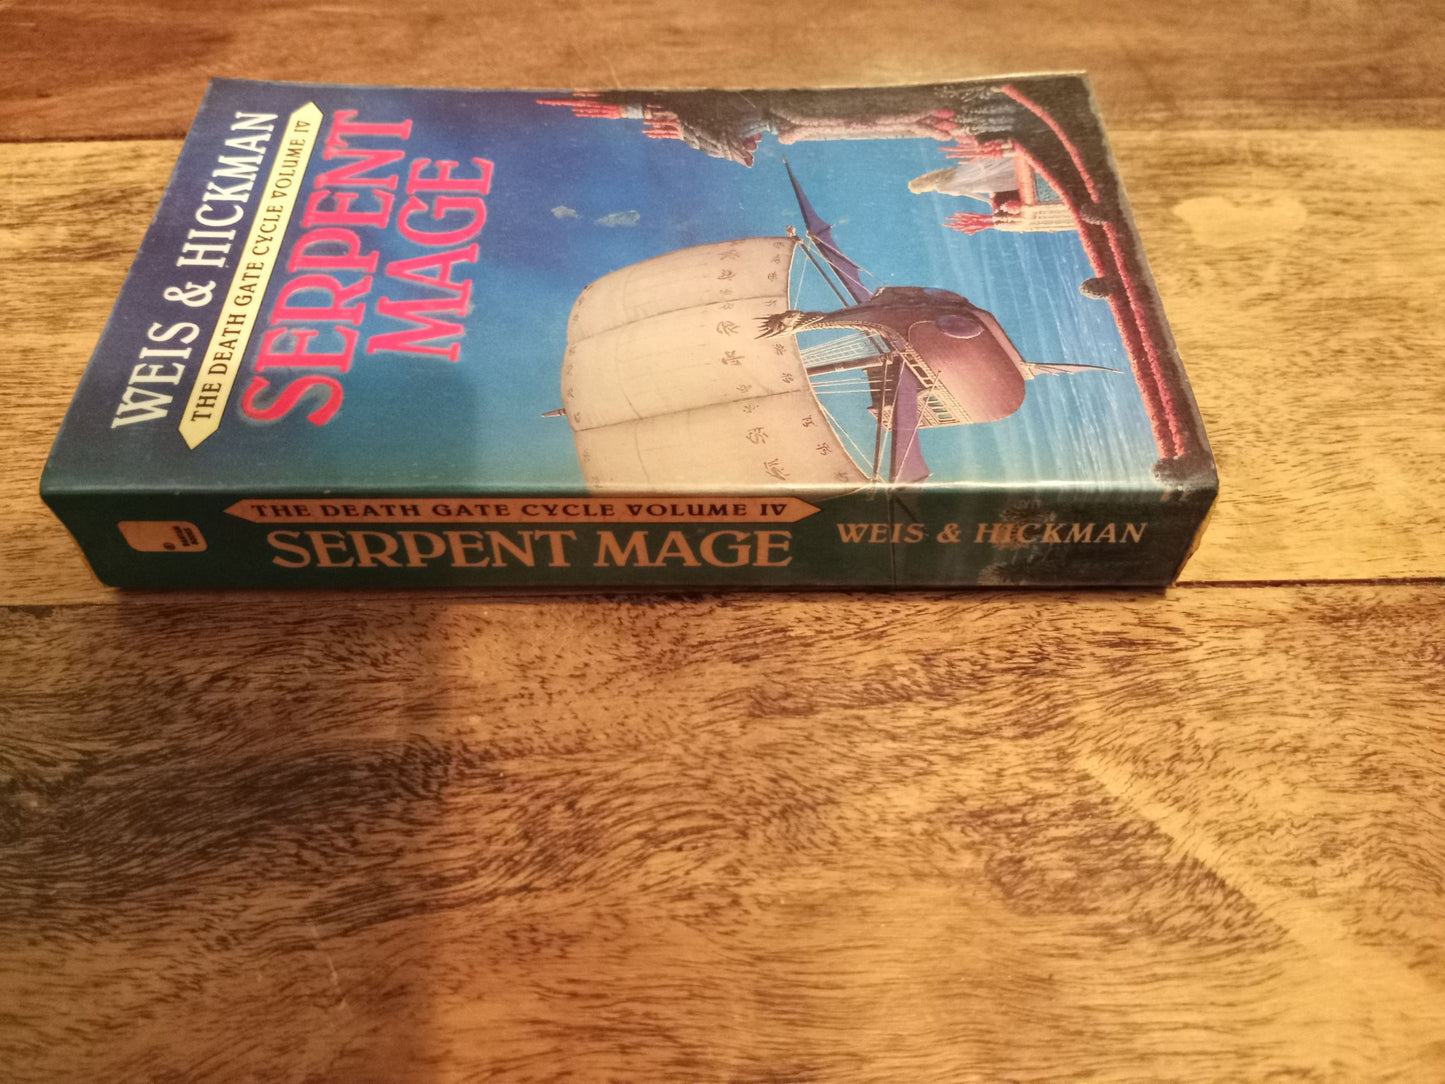 WEIS & HICKMAN
THE DEATH GATE CYCLE VOLUME IV
SERPENT
MAGE
THE DEATH GATE CYCLE VOLUME IV
SERPENT MAGE
WEIS & HICKMAN